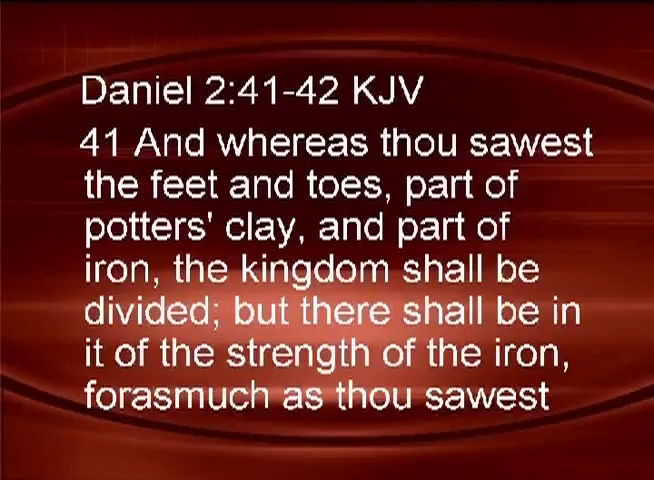 Daniel 2:41-42 KJV
41 And whereas thou sawest
the feet and toes, part of
potters' clay, and part of
iron, the kingdom shall be
divided; but there shall be in
it of the strength of the iron,
forasmuch as thou sawest